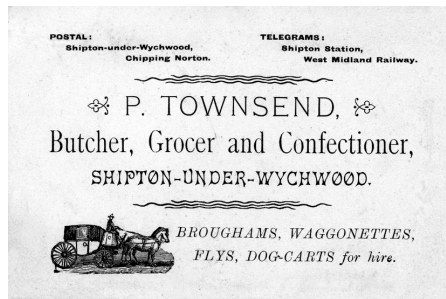 POSTAL:
Shipton-under-Wychwood,
Chipping Norton.
TELEGRAMS:
Shipton Station,
West Midland Railway.
P. TOWNSEND,
Butcher, Grocer and Confectioner,
SHIPTON-UNDER-WYCHWOOD.
BROUGHAMS, WAGGONETTES,
FLYS, DOG-CARTS for hire.